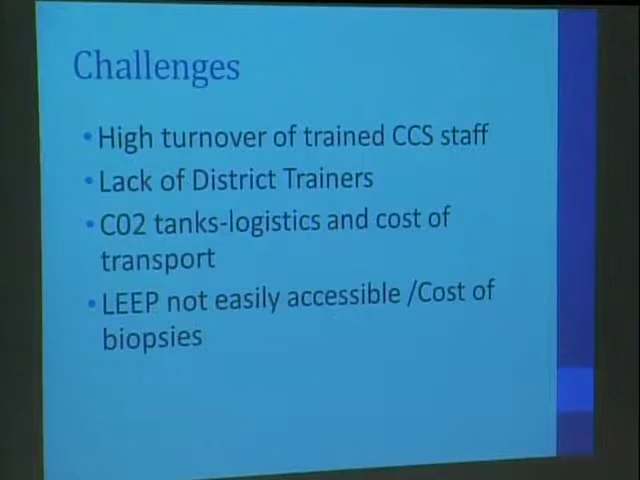 Challenges
•High turnover of trained CCS staff
•Lack of District Trainers
•C02 tanks-logistics and cost of
transport
•LEEP not easily accessible /Cost of
biopsies